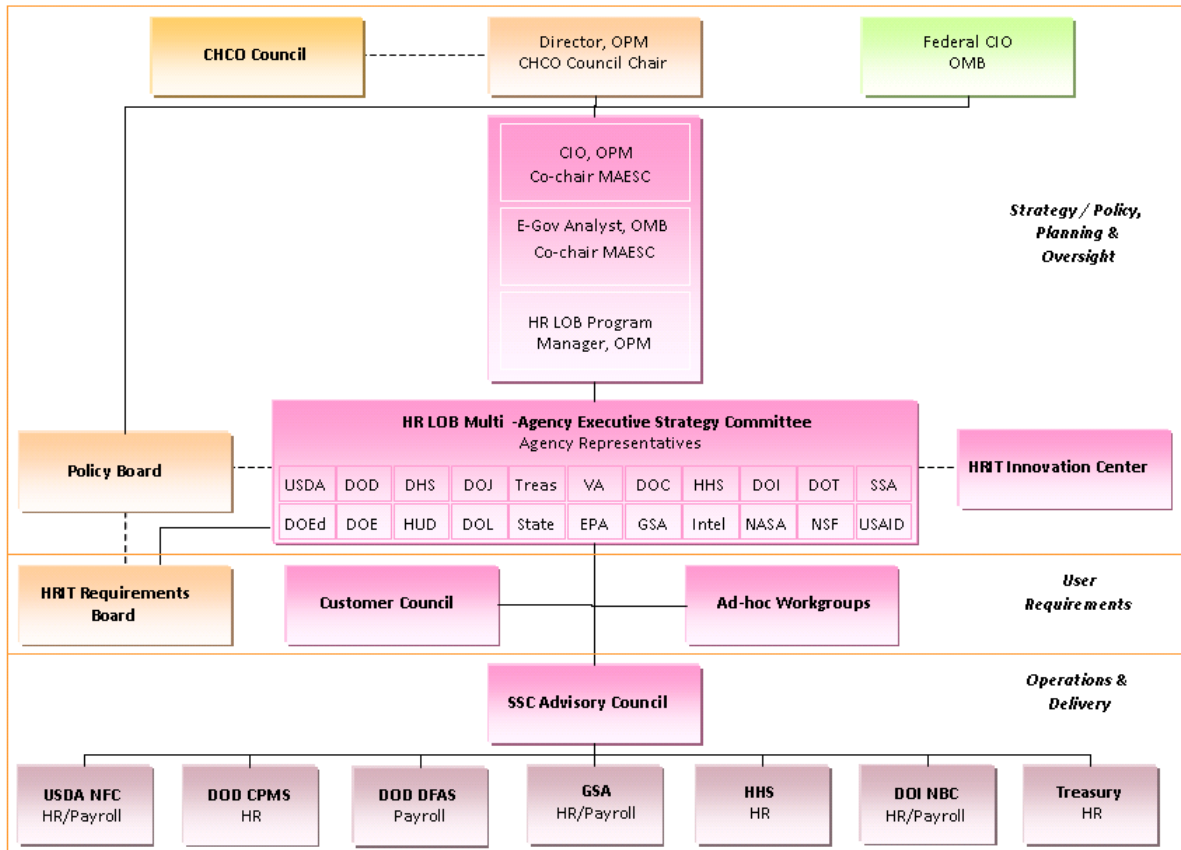 CHCO Council
Director, OPM
CHCO Council Chair
Federal CIO
OMB
CIO, OPM
Co-chair MAESC
E-Gov Analyst, OMB
Co-chair MAESC
HR LOB Program
Manager, OPM
Strategy / Policy,
Planning &
Oversight
HR LOB Multi -Agency Executive Strategy Committee
Agency Representatives
USDA DOD DHS DOJ Treas VA DOC HHS DOI DOT SSA
DOEd DOE HUD DOL State EPA GSA Intel NASA NSF USAID
Policy Board
HRIT Innovation Center
HRIT Requirements
Board
Customer Council
Ad-hoc Workgroups
User
Requirements
SSC Advisory Council
Operations &
Delivery
USDA NFC
HR/Payroll
DOD CPMS
HR
DOD DFAS
Payroll
GSA
HR/Payroll
HHS
HR
DOI NBC
HR/Payroll
Treasury
HR